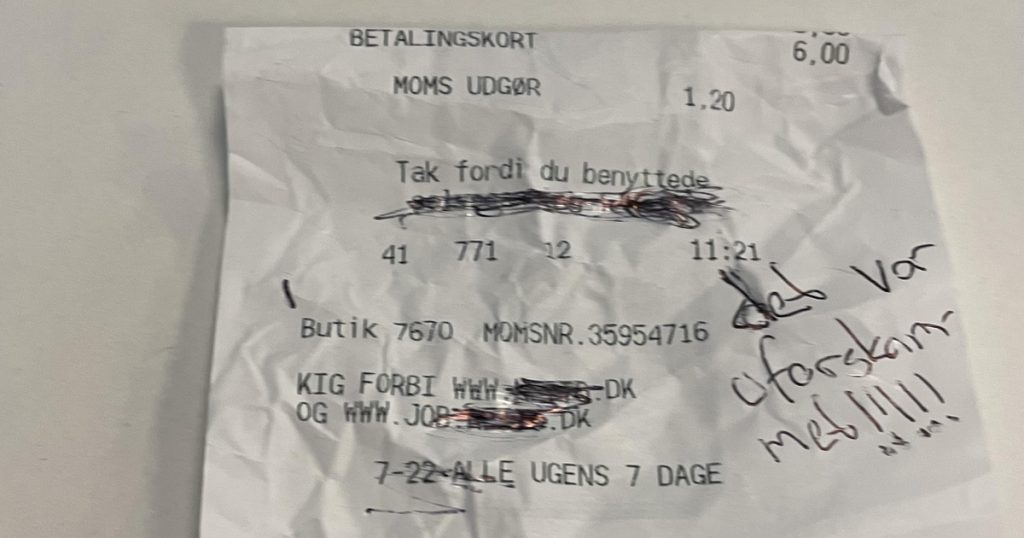 BETALINGSKORT 6,00
MOMS UDGØR 1,20
Tak fordi du benyttede
41 771 12 11:21
Butik 7670 MOMSNR.35954716
KIG FORBI WWW. .DK
OG WWW.JOB .DK
7-22 ALLE UGENS 7 DAGE
det var
uforskam-
met!!!!!